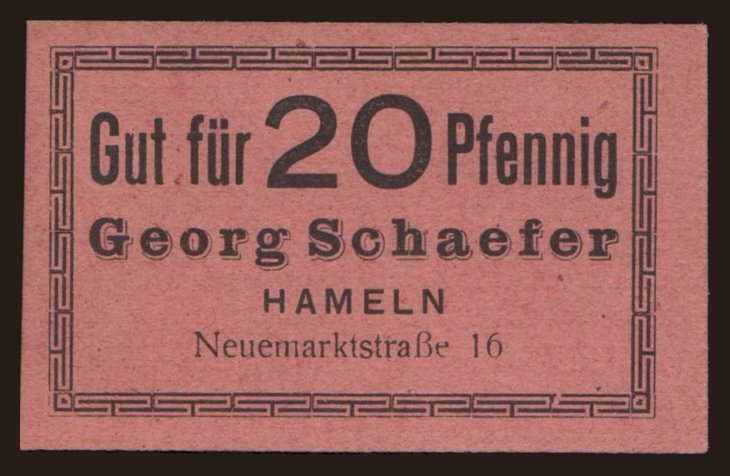 Gut für 20 Pfennig
Georg Schaefer
HAMELN
Neuemarktstraße 16